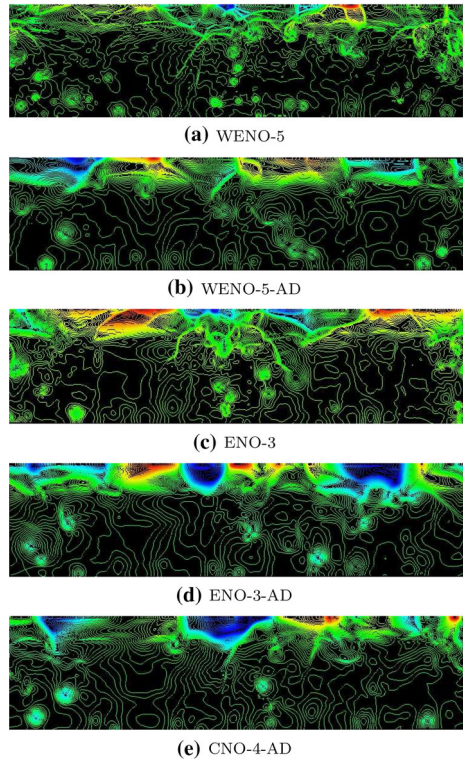 (a) WENO-5
(b) WENO-5-AD
(c) ENO-3
(d) ENO-3-AD
(e) CNO-4-AD